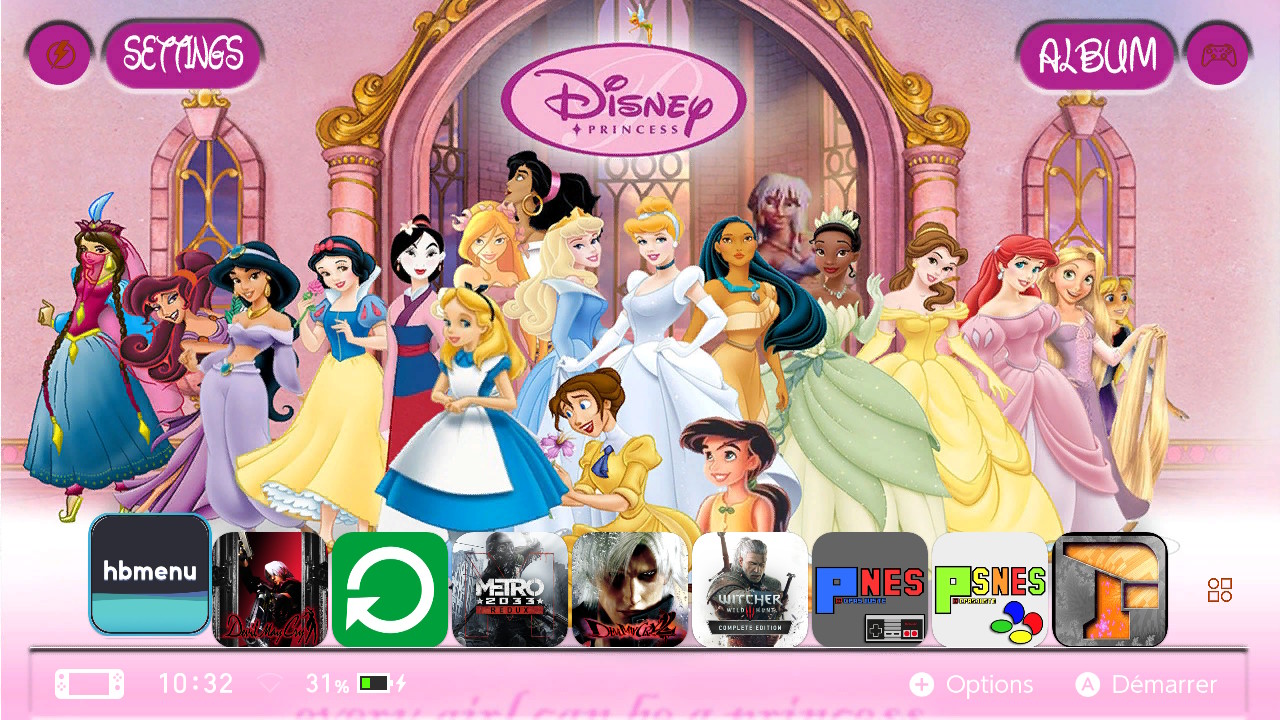 SETTINGS
ALBUM
Disney
PRINCESS
hbmenu
Devil May Cry
METRO
2033
REDUX
Devil May Cry 2
THE
WITCHER
WILD HUNT
COMPLETE EDITION
PNES
PSNES
10:32
31%
Options
A
Démarrer
every girl can be a princess